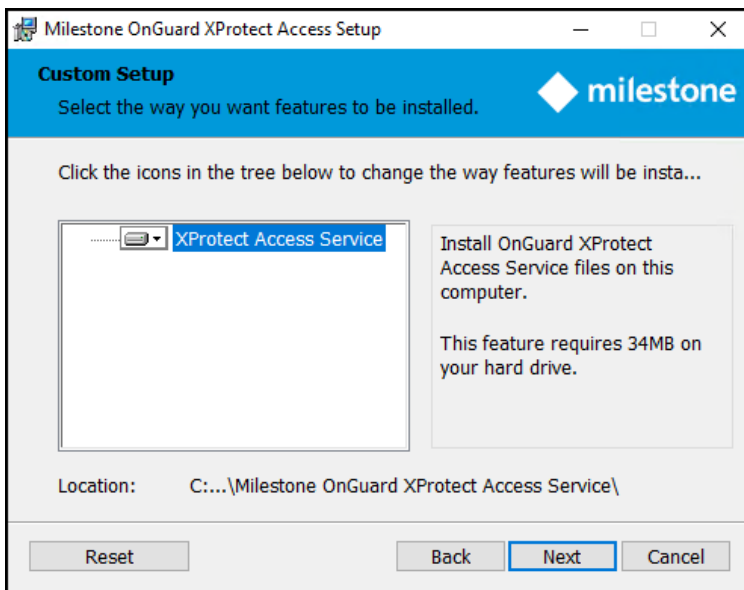 Milestone OnGuard XProtect Access Setup
Custom Setup
Select the way you want features to be installed.
milestone
Click the icons in the tree below to change the way features will be insta...
XProtect Access Service
Install OnGuard XProtect
Access Service files on this
computer.
This feature requires 34MB on
your hard drive.
Location: C:...\Milestone OnGuard XProtect Access Service\
Reset Back Next Cancel